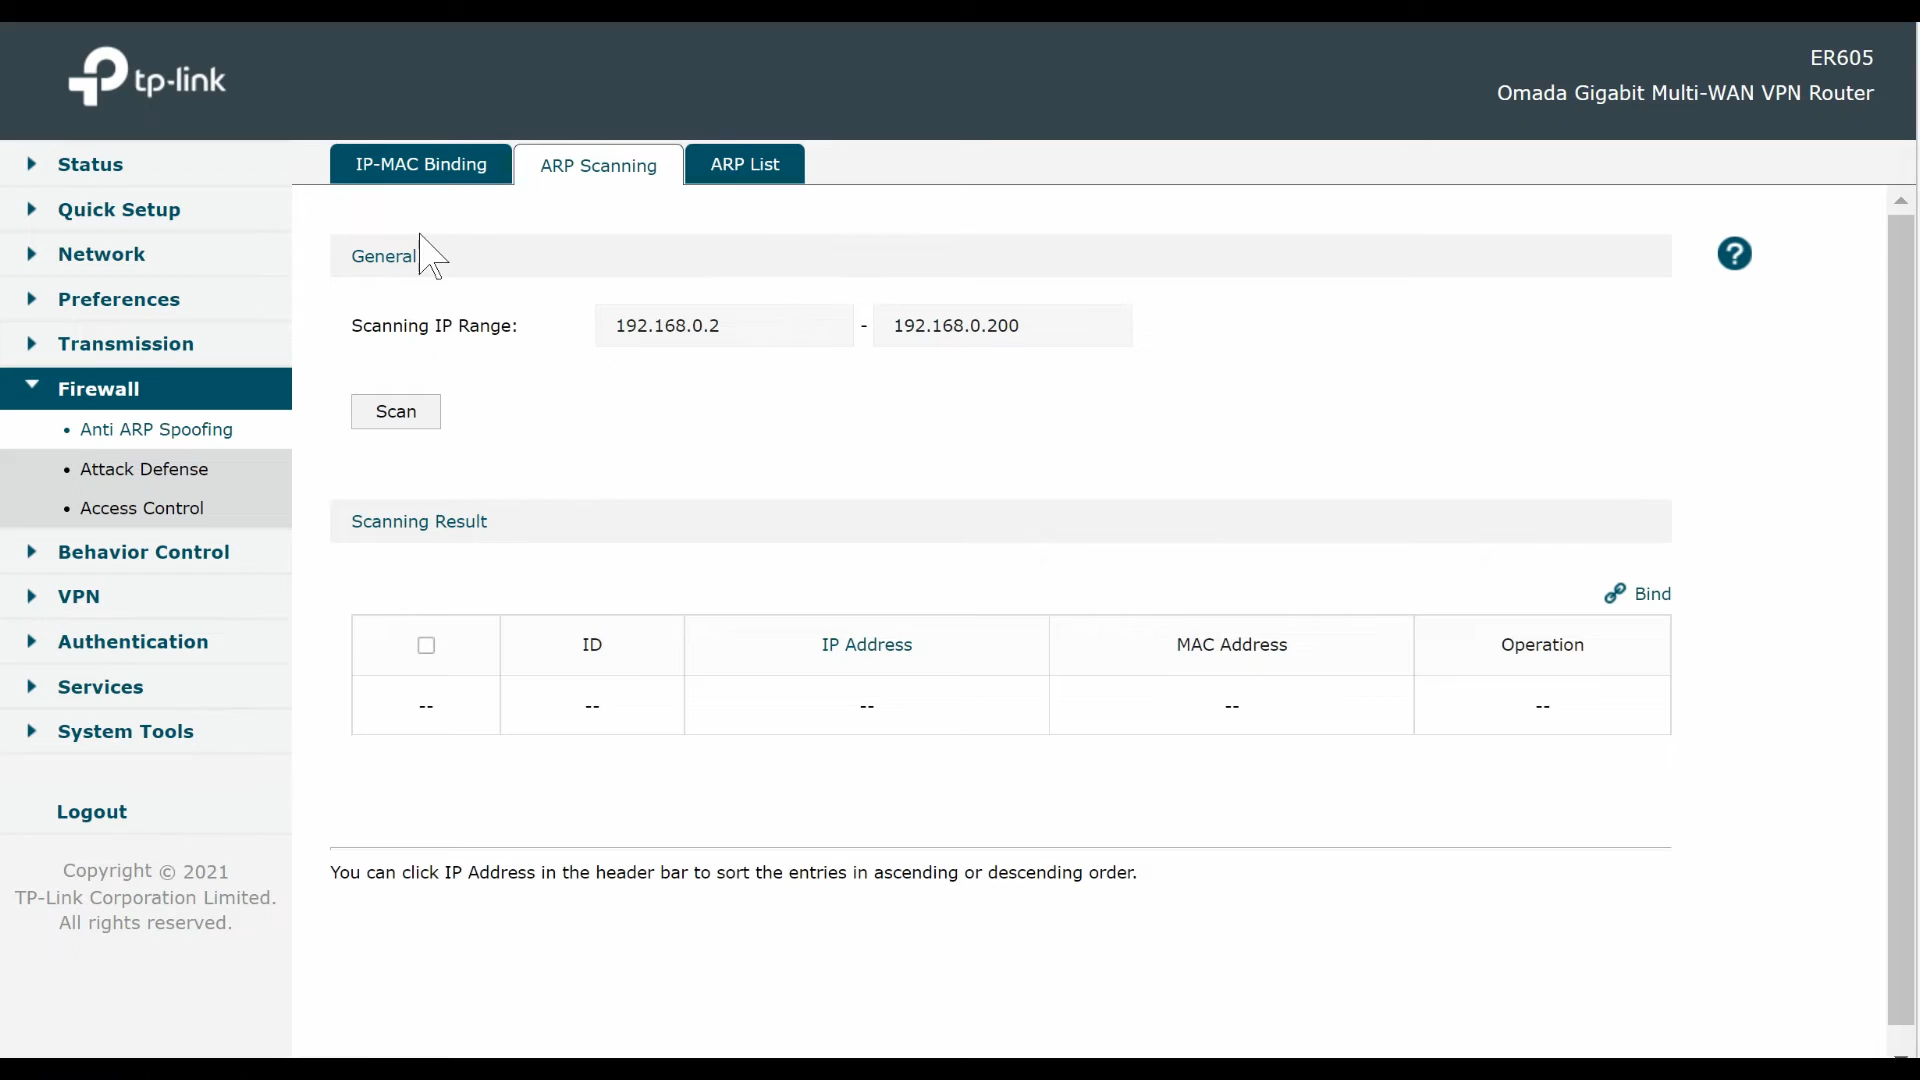 tp-link
ER605
Omada Gigabit Multi-WAN VPN Router
Status
Quick Setup
Network
Preferences
Transmission
Firewall
• Anti ARP Spoofing
• Attack Defense
• Access Control
Behavior Control
VPN
Authentication
Services
System Tools
Logout
Copyright © 2021
TP-Link Corporation Limited.
All rights reserved.
IP-MAC Binding ARP Scanning ARP List
General
?
Scanning IP Range: 192.168.0.2 - 192.168.0.200
Scan
Scanning Result
Bind
ID IP Address MAC Address Operation
-- -- -- -- --
You can click IP Address in the header bar to sort the entries in ascending or descending order.